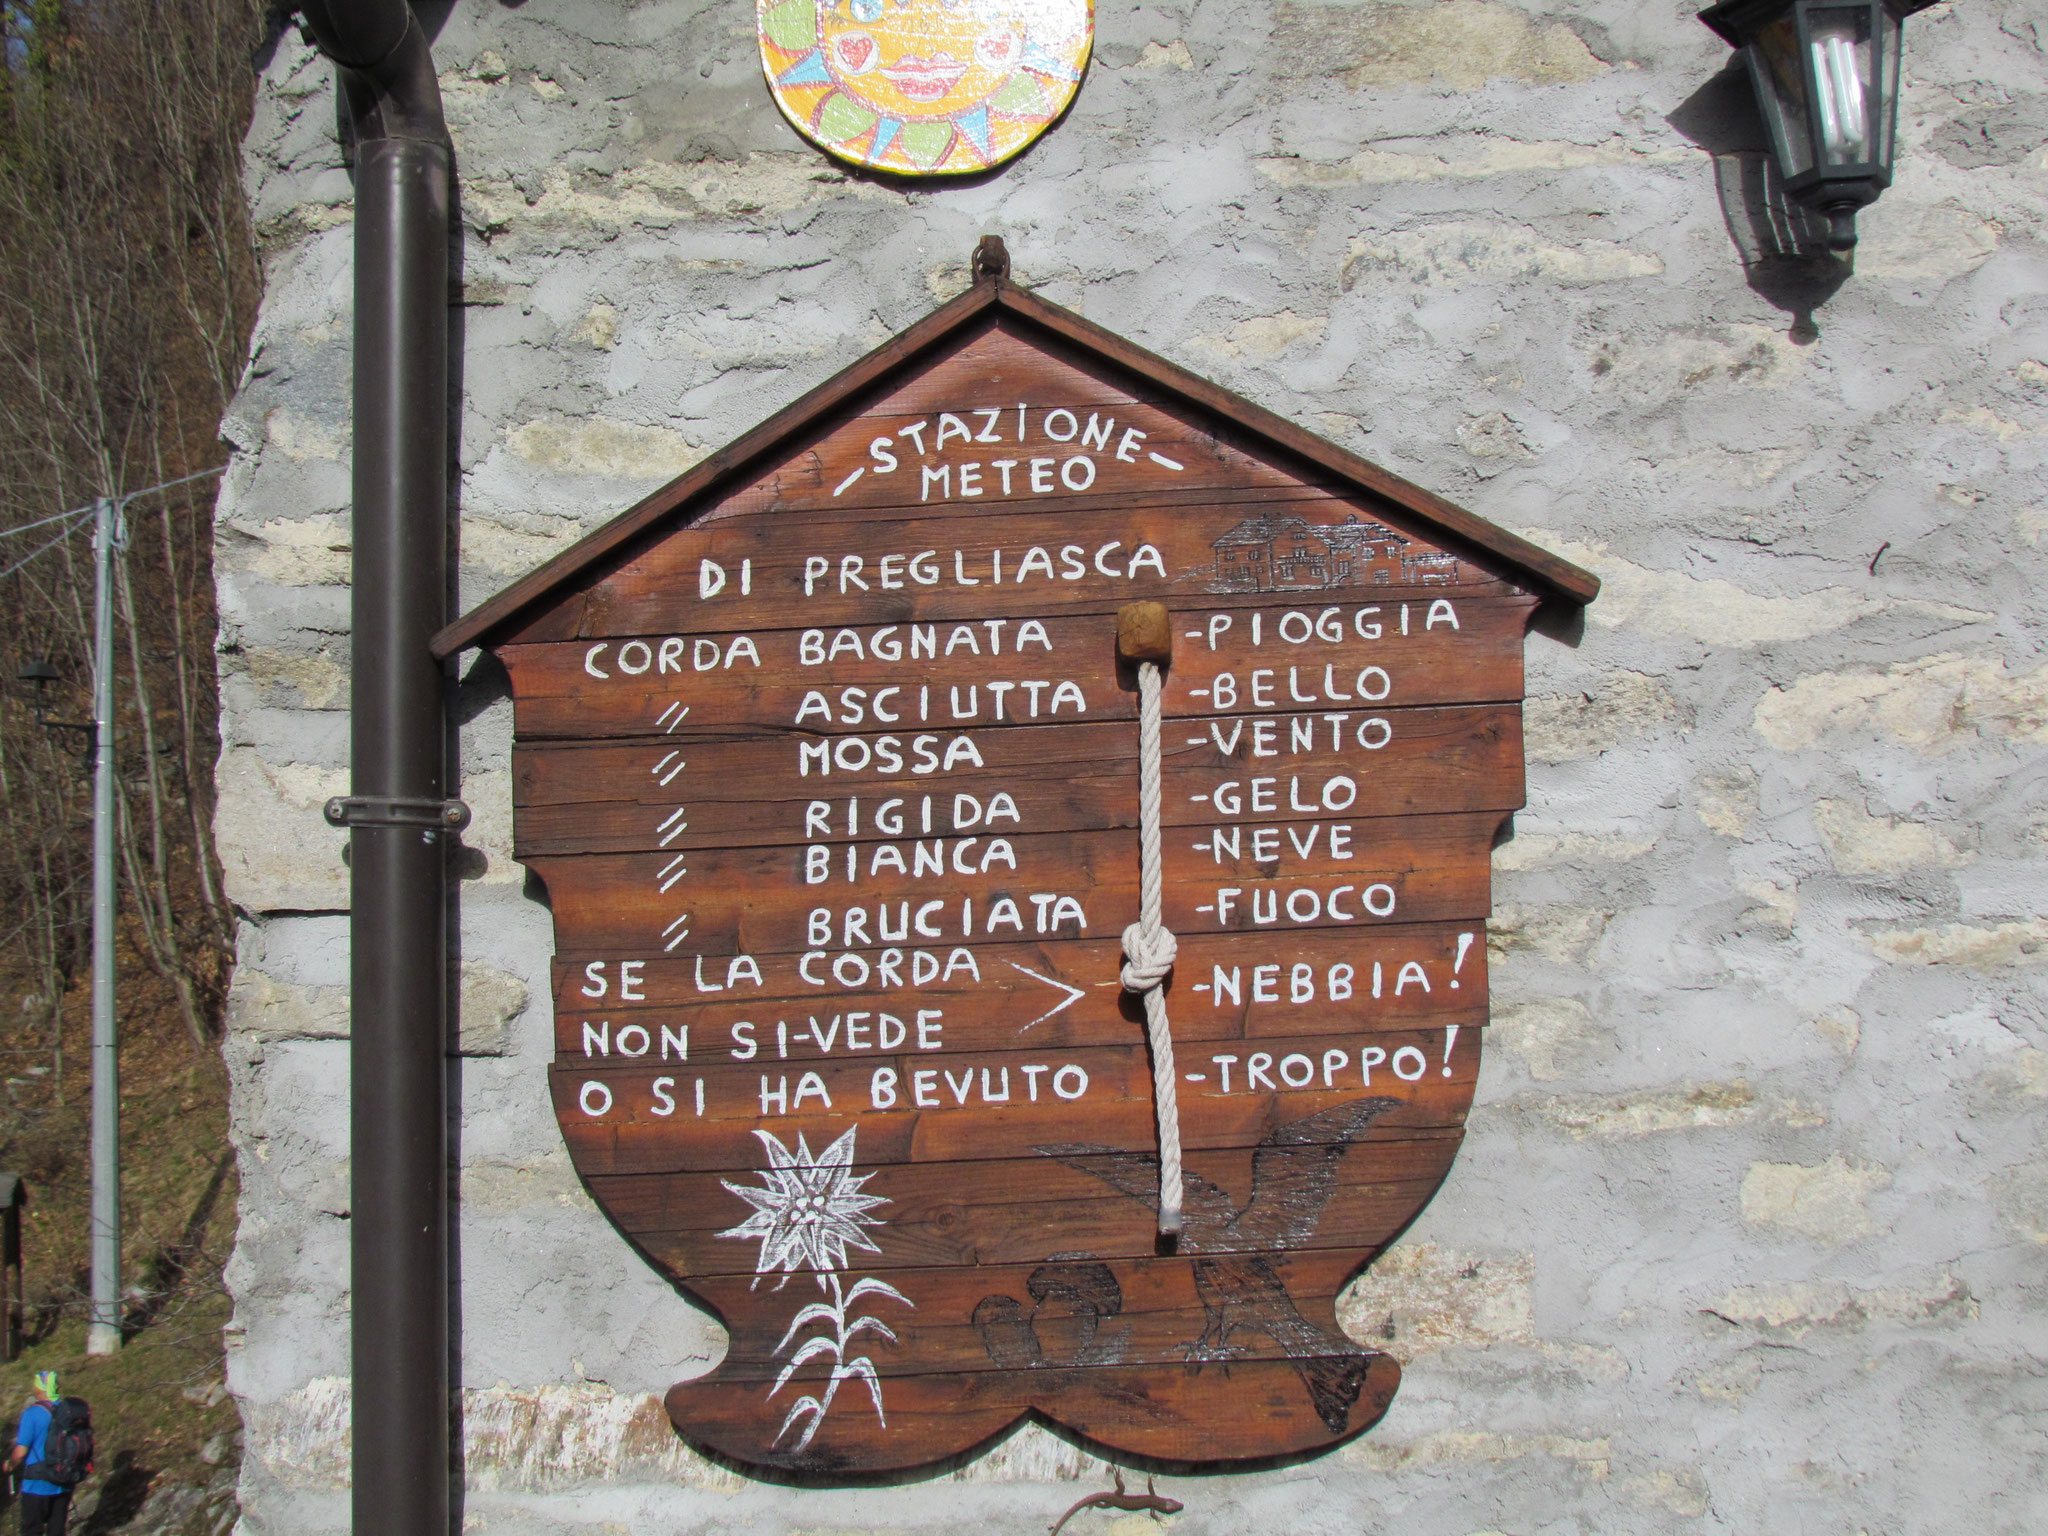 STAZIONE
METEO
DI PREGLIASCA
CORDA BAGNATA -PIOGGIA
〃 ASCIUTTA -BELLO
〃 MOSSA -VENTO
〃 RIGIDA -GELO
〃 BIANCA -NEVE
〃 BRUCIATA -FUOCO
SE LA CORDA > -NEBBIA!
NON SI-VEDE
O SI HA BEVUTO -TROPPO!